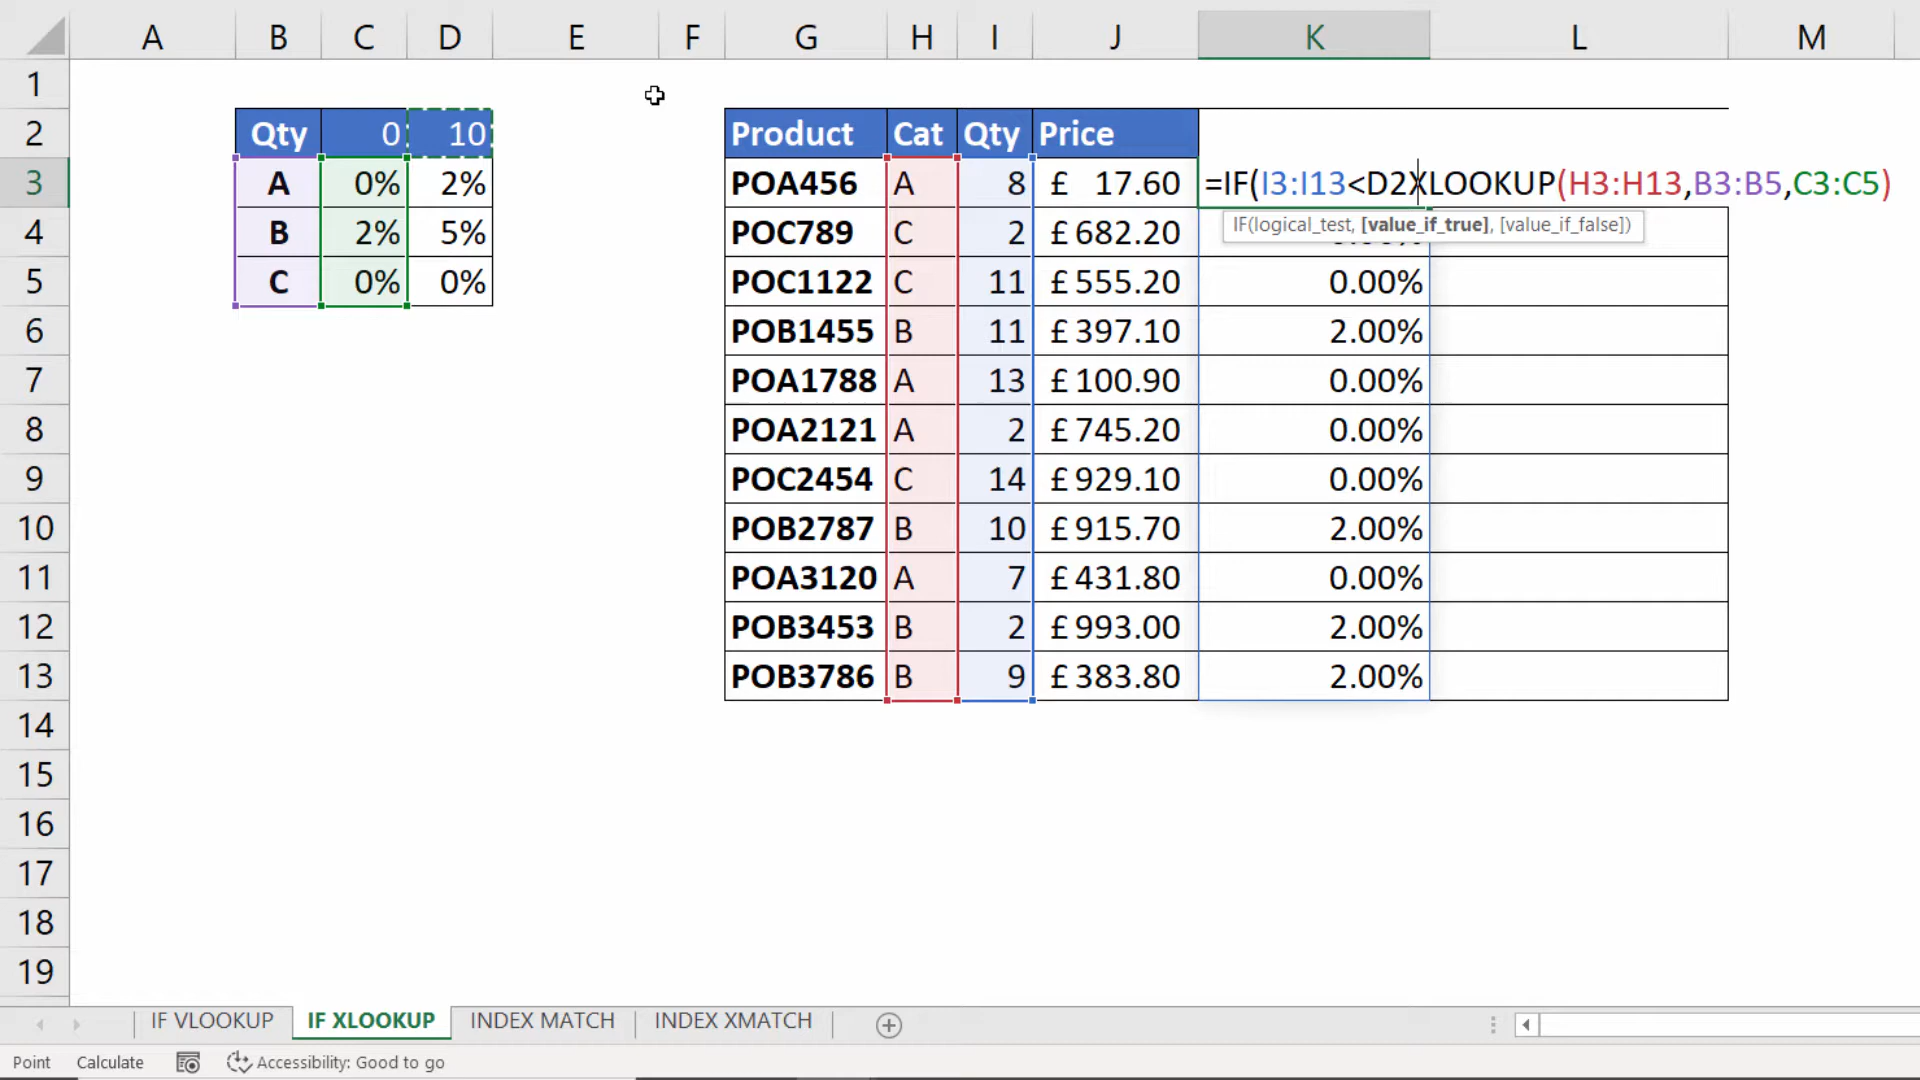 A B C D E F G H I J K L M
1
2 Qty 0 10 Product Cat Qty Price
3 A 0% 2% POA456 A 8 £ 17.60 =IF(I3:I13<D2XLOOKUP(H3:H13,B3:B5,C3:C5)
IF(logical_test, [value_if_true], [value_if_false])
4 B 2% 5% POC789 C 2 £ 682.20
5 C 0% 0% POC1122 C 11 £ 555.20 0.00%
6 POB1455 B 11 £ 397.10 2.00%
7 POA1788 A 13 £ 100.90 0.00%
8 POA2121 A 2 £ 745.20 0.00%
9 POC2454 C 14 £ 929.10 0.00%
10 POB2787 B 10 £ 915.70 2.00%
11 POA3120 A 7 £ 431.80 0.00%
12 POB3453 B 2 £ 993.00 2.00%
13 POB3786 B 9 £ 383.80 2.00%
14
15
16
17
18
19
IF VLOOKUP IF XLOOKUP INDEX MATCH INDEX XMATCH
Point Calculate Accessibility: Good to go